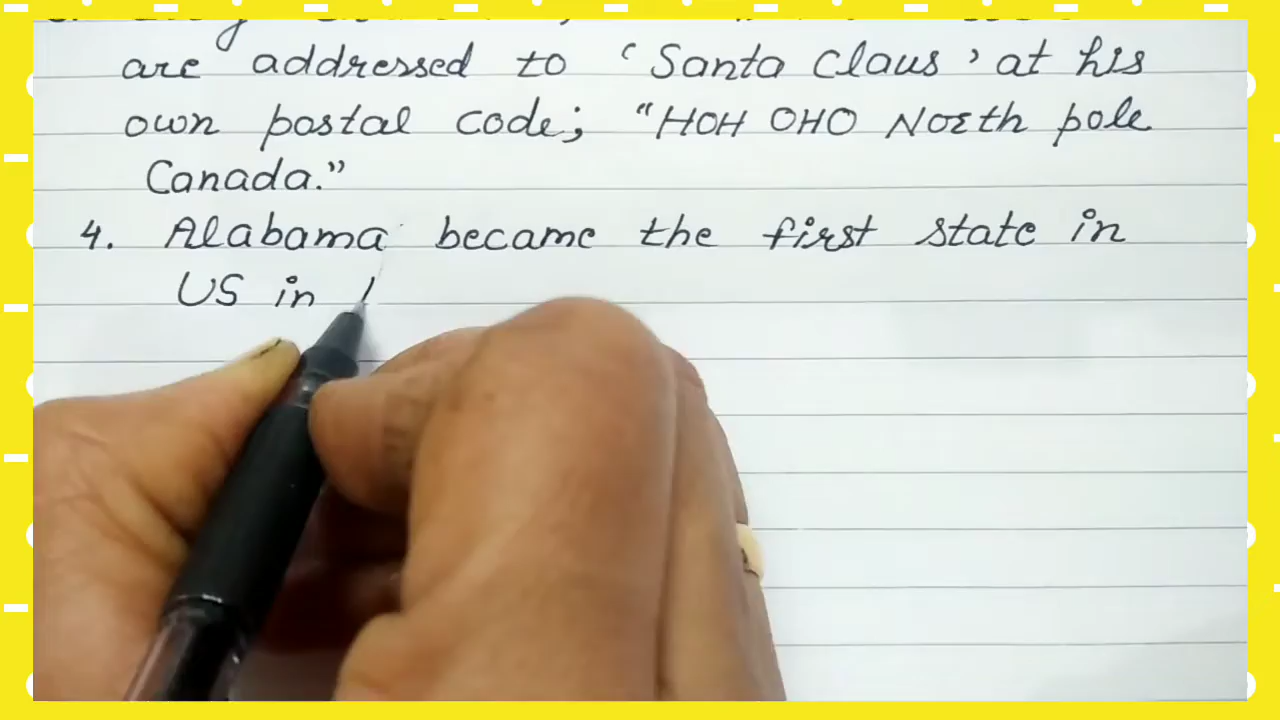 are addressed to ‘Santa Claus’ at his
own postal code; “HOH OHO North pole
Canada.”
4. Alabama became the first state in
US in